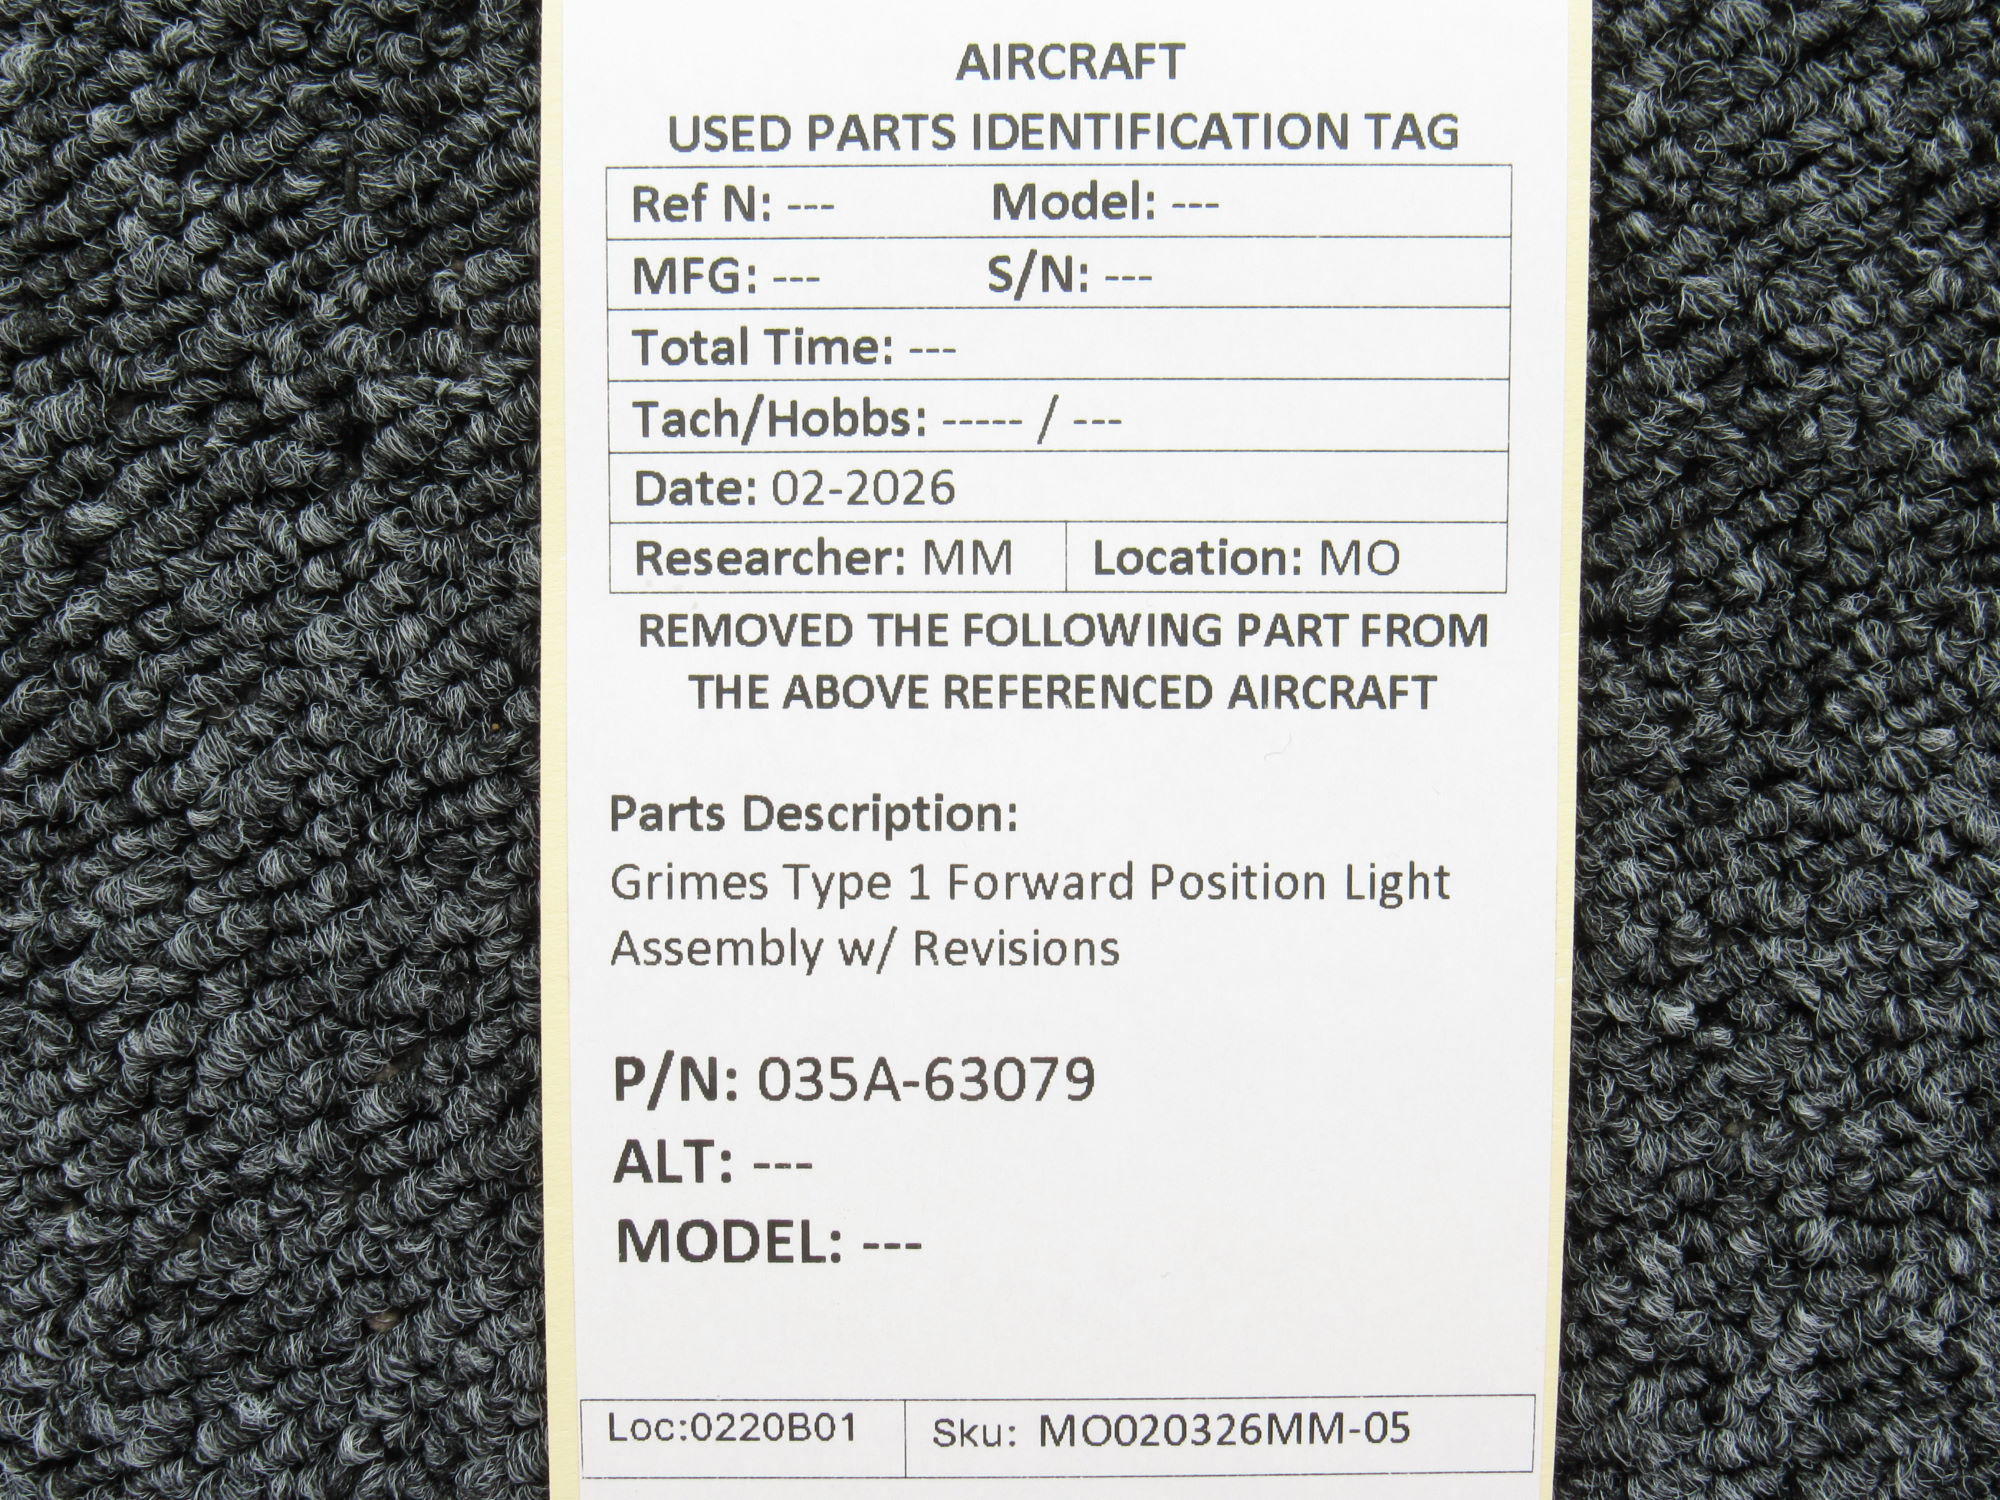 AIRCRAFT
USED PARTS IDENTIFICATION TAG
Ref N: --- Model: ---
MFG: --- S/N: ---
Total Time: ---
Tach/Hobbs: ----- / ---
Date: 02-2026
Researcher: MM Location: MO
REMOVED THE FOLLOWING PART FROM
THE ABOVE REFERENCED AIRCRAFT
Parts Description:
Grimes Type 1 Forward Position Light
Assembly w/ Revisions
P/N: 035A-63079
ALT: ---
MODEL: ---
Loc:0220B01 Sku: MO020326MM-05